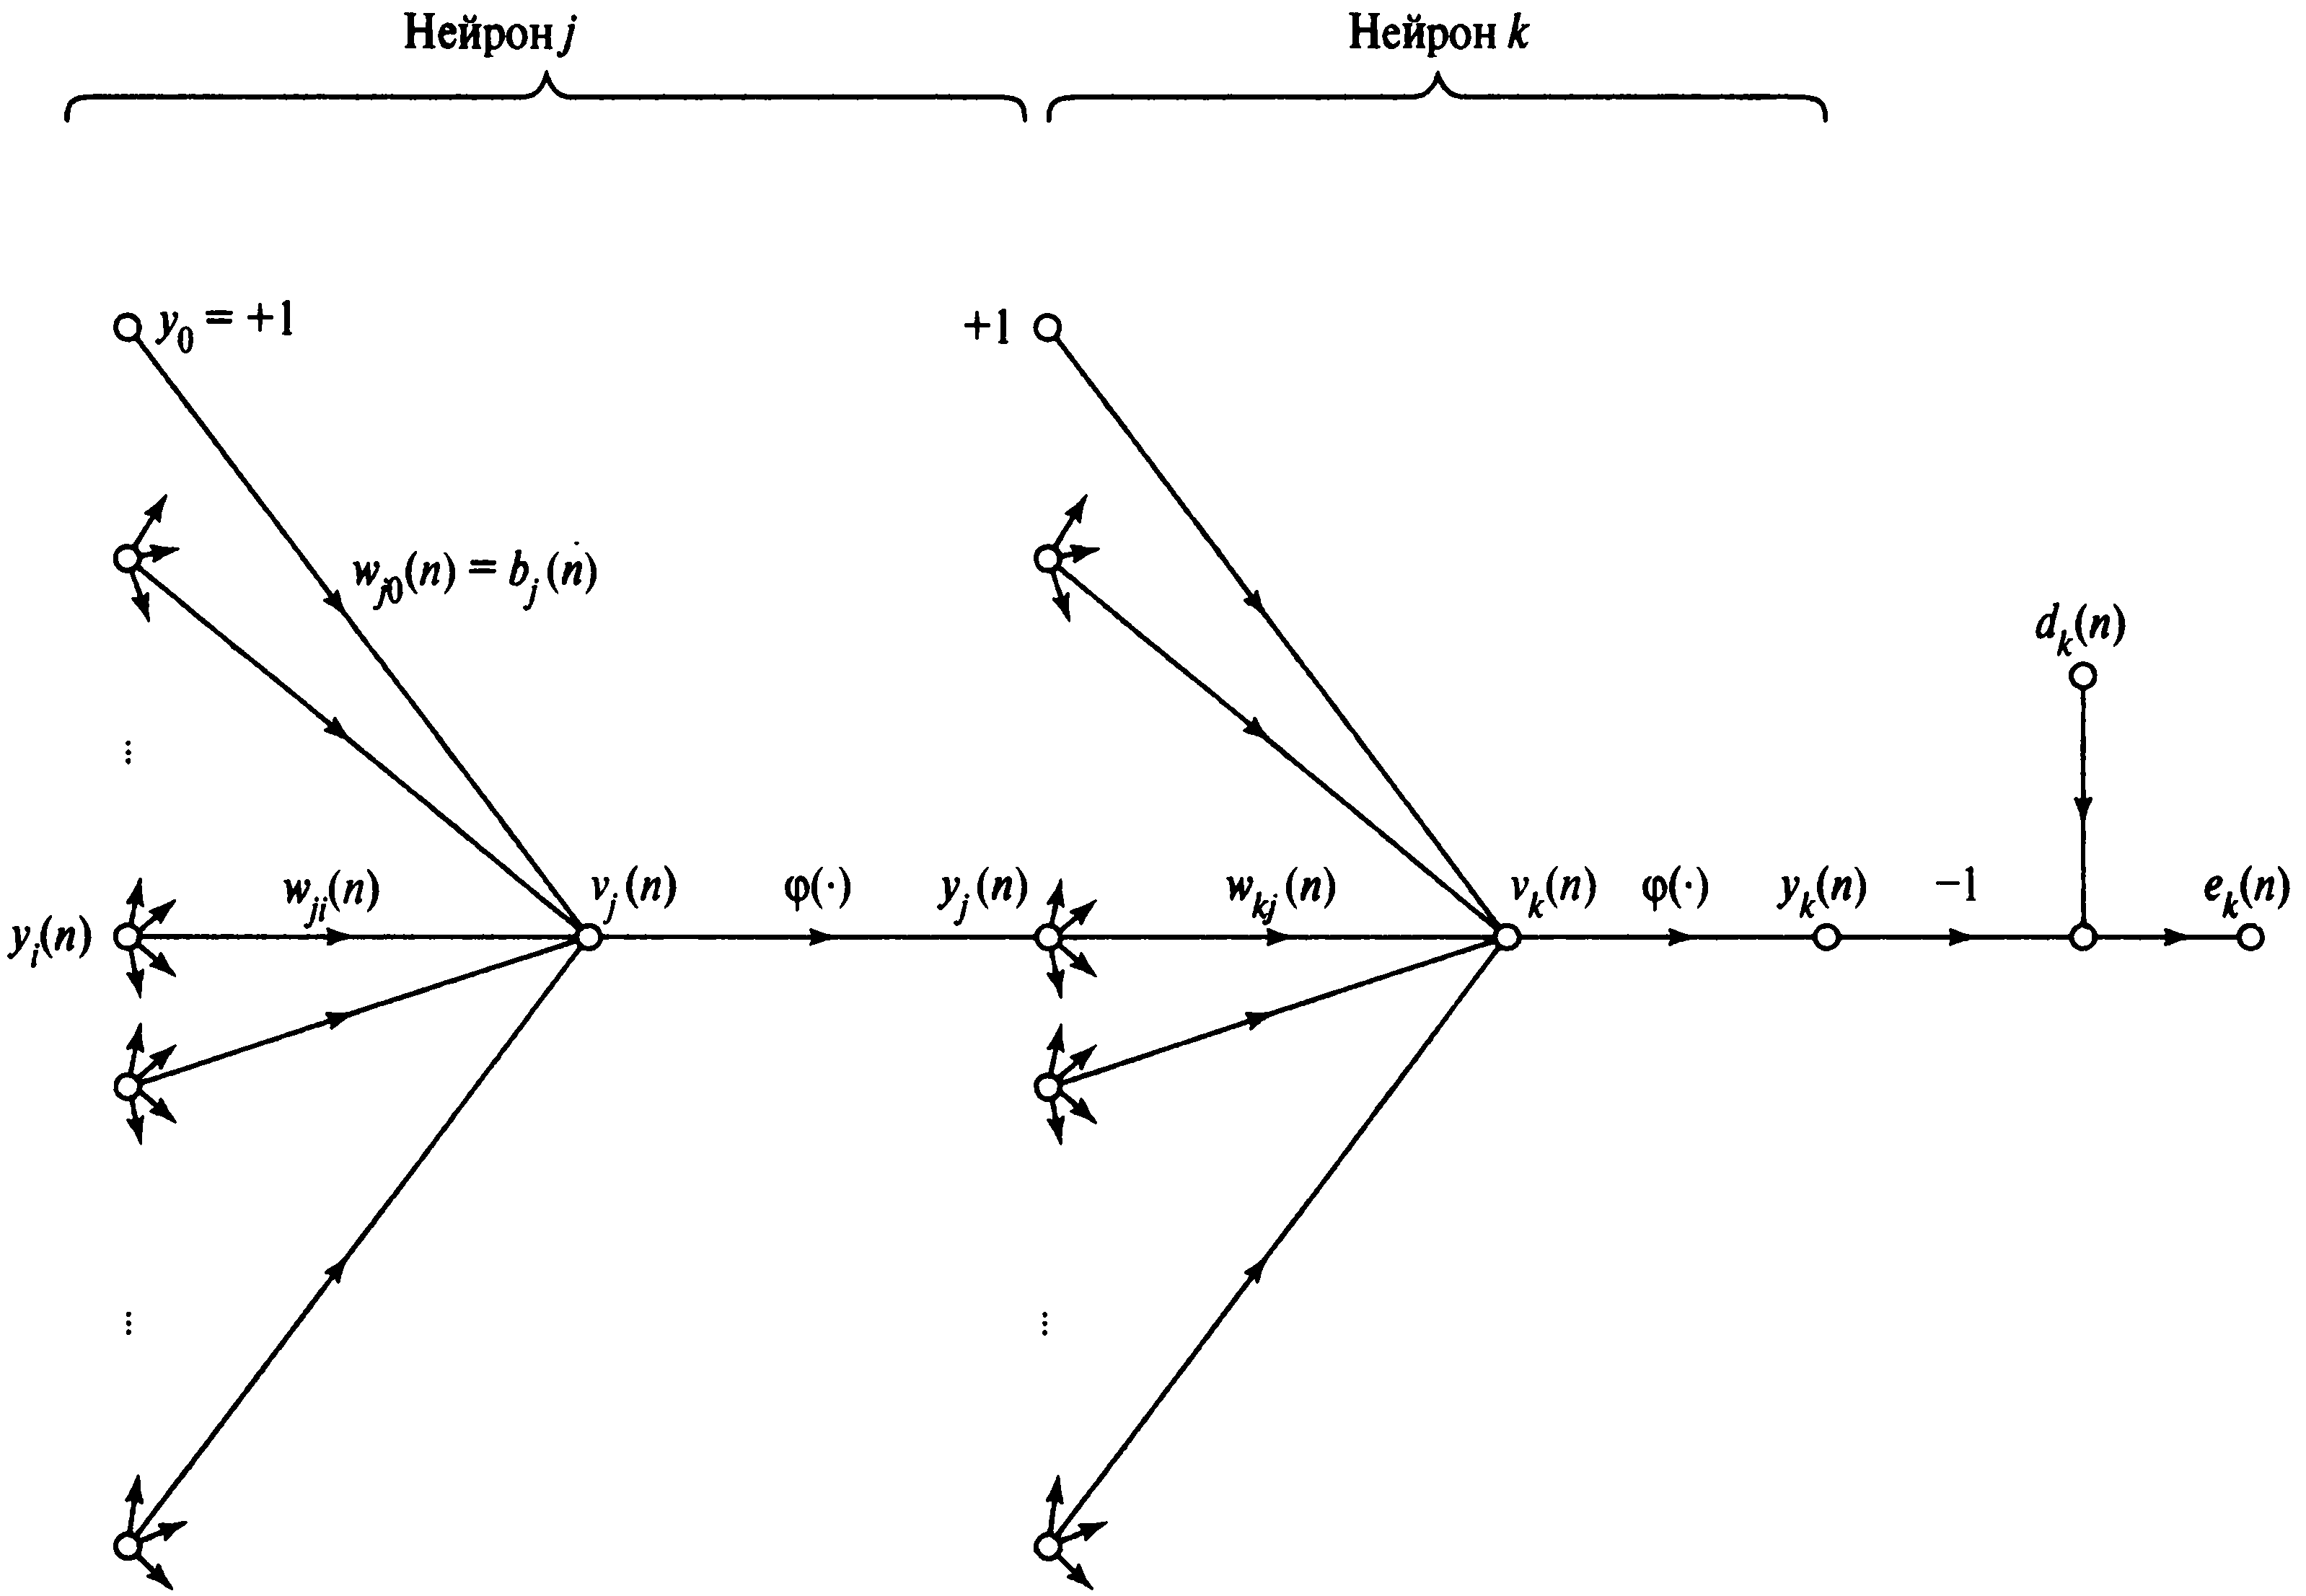 Нейрон j
Нейрон k
y₀ = +1
+1
wⱼ₀(n) = bⱼ(n)
dₖ(n)
wⱼᵢ(n)
vⱼ(n)
φ(·)
yⱼ(n)
wₖⱼ(n)
vₖ(n)
φ(·)
yₖ(n)
−1
eₖ(n)
yᵢ(n)